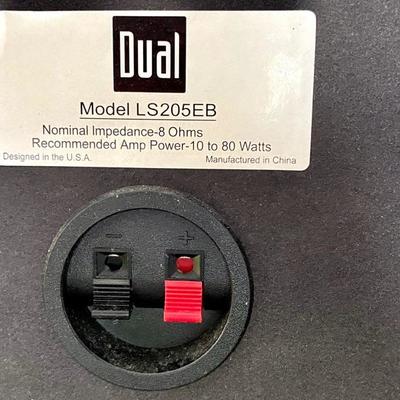 Dual
Model LS205EB
Nominal Impedance-8 Ohms
Recommended Amp Power-10 to 80 Watts
Designed in the U.S.A. Manufactured in China
- +